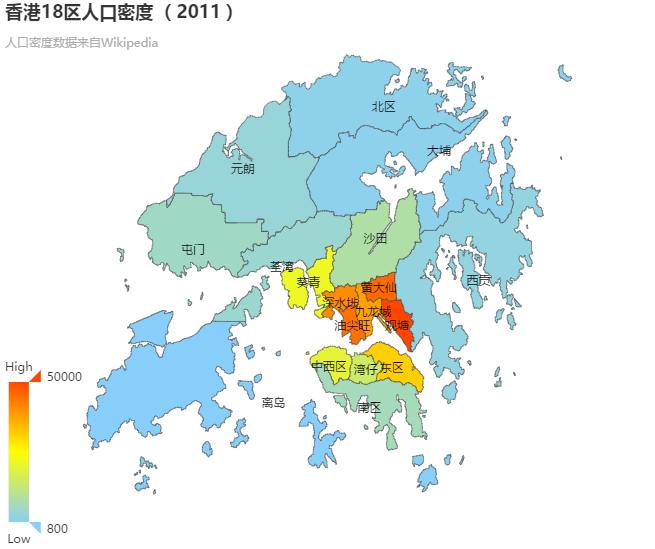 香港18区人口密度（2011）
人口密度数据来自Wikipedia
北区
大埔
元朗
沙田
屯门
荃湾
葵青
西贡
黄大仙
深水埗
九龙城
油尖旺
观塘
中西区
湾仔
东区
南区
离岛
High
50000
800
Low